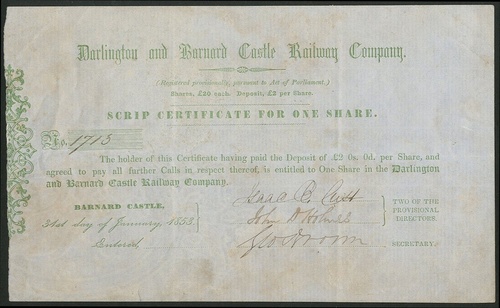 Darlington and Barnard Castle Railway Company.
(Registered provisionally, pursuant to Act of Parliament.)
Shares, £20 each. Deposit, £2 per Share.
SCRIP CERTIFICATE FOR ONE SHARE.
No. 1713
The holder of this Certificate having paid the Deposit of £2 0s. 0d. per Share, and
agreed to pay all further Calls in respect thereof, is entitled to One Share in the Darlington
and Barnard Castle Railway Company.
BARNARD CASTLE,
31st day of January, 1853.
Entered,
TWO OF THE
PROVISIONAL
DIRECTORS.
SECRETARY.